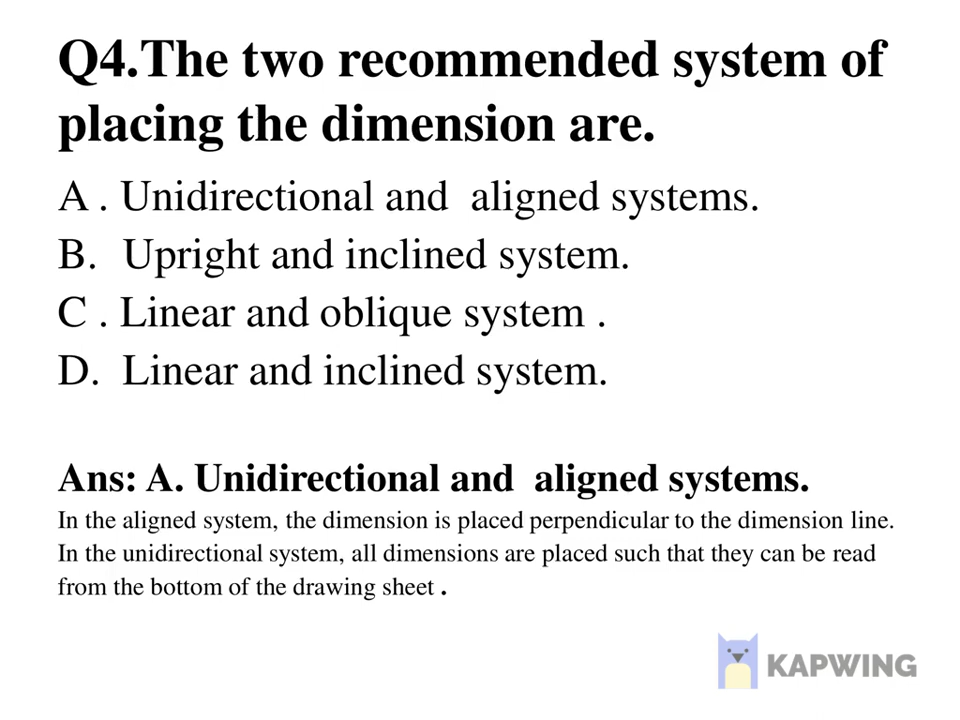 Q4.The two recommended system of
placing the dimension are.
A . Unidirectional and  aligned systems.
B.  Upright and inclined system.
C . Linear and oblique system .
D.  Linear and inclined system.
Ans: A. Unidirectional and  aligned systems.
In the aligned system, the dimension is placed perpendicular to the dimension line.
In the unidirectional system, all dimensions are placed such that they can be read
from the bottom of the drawing sheet .
KAPWING